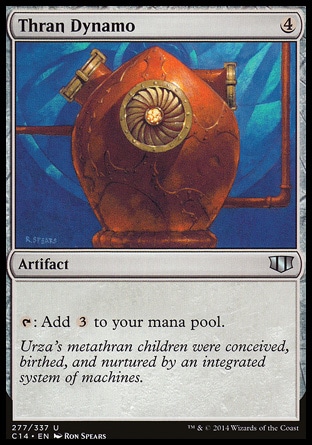 Thran Dynamo 4
R. SPEARS
Artifact
: Add 3 to your mana pool.
Urza's metathran children were conceived,
birthed, and nurtured by an integrated
system of machines.
277/337 U
C14 • EN Ron Spears ™ & © 2014 Wizards of the Coast